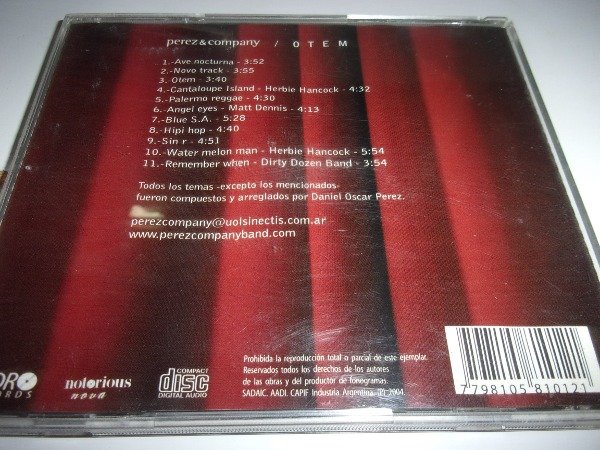 perez&company / OTEM
1.-Ave nocturna - 3:52
2.-Novo track - 3:55
3. Otem - 3:40
4.-Cantaloupe Island - Herbie Hancock - 4:32
5.-Palermo reggae - 4:30
6.-Angel eyes - Matt Dennis - 4:13
7.-Blue S.A. - 5:28
8.-Hipi hop - 4:40
9.-Sin r - 4:51
10.-Water melon man - Herbie Hancock - 5:54
11.-Remember when - Dirty Dozen Band - 3:54
Todos los temas -excepto los mencionados-
fueron compuestos y arreglados por Daniel Oscar Perez.
perezcompany@uolsinectis.com.ar
www.perezcompanyband.com
notorious
nova
COMPACT
disc
DIGITAL AUDIO
Prohibida la reproducción total o parcial de este ejemplar.
Reservados todos los derechos de los autores
de las obras y del productor de fonogramas.
SADAIC. AADI. CAPIF Industria Argentina. (P) 2004
7 798105 810121